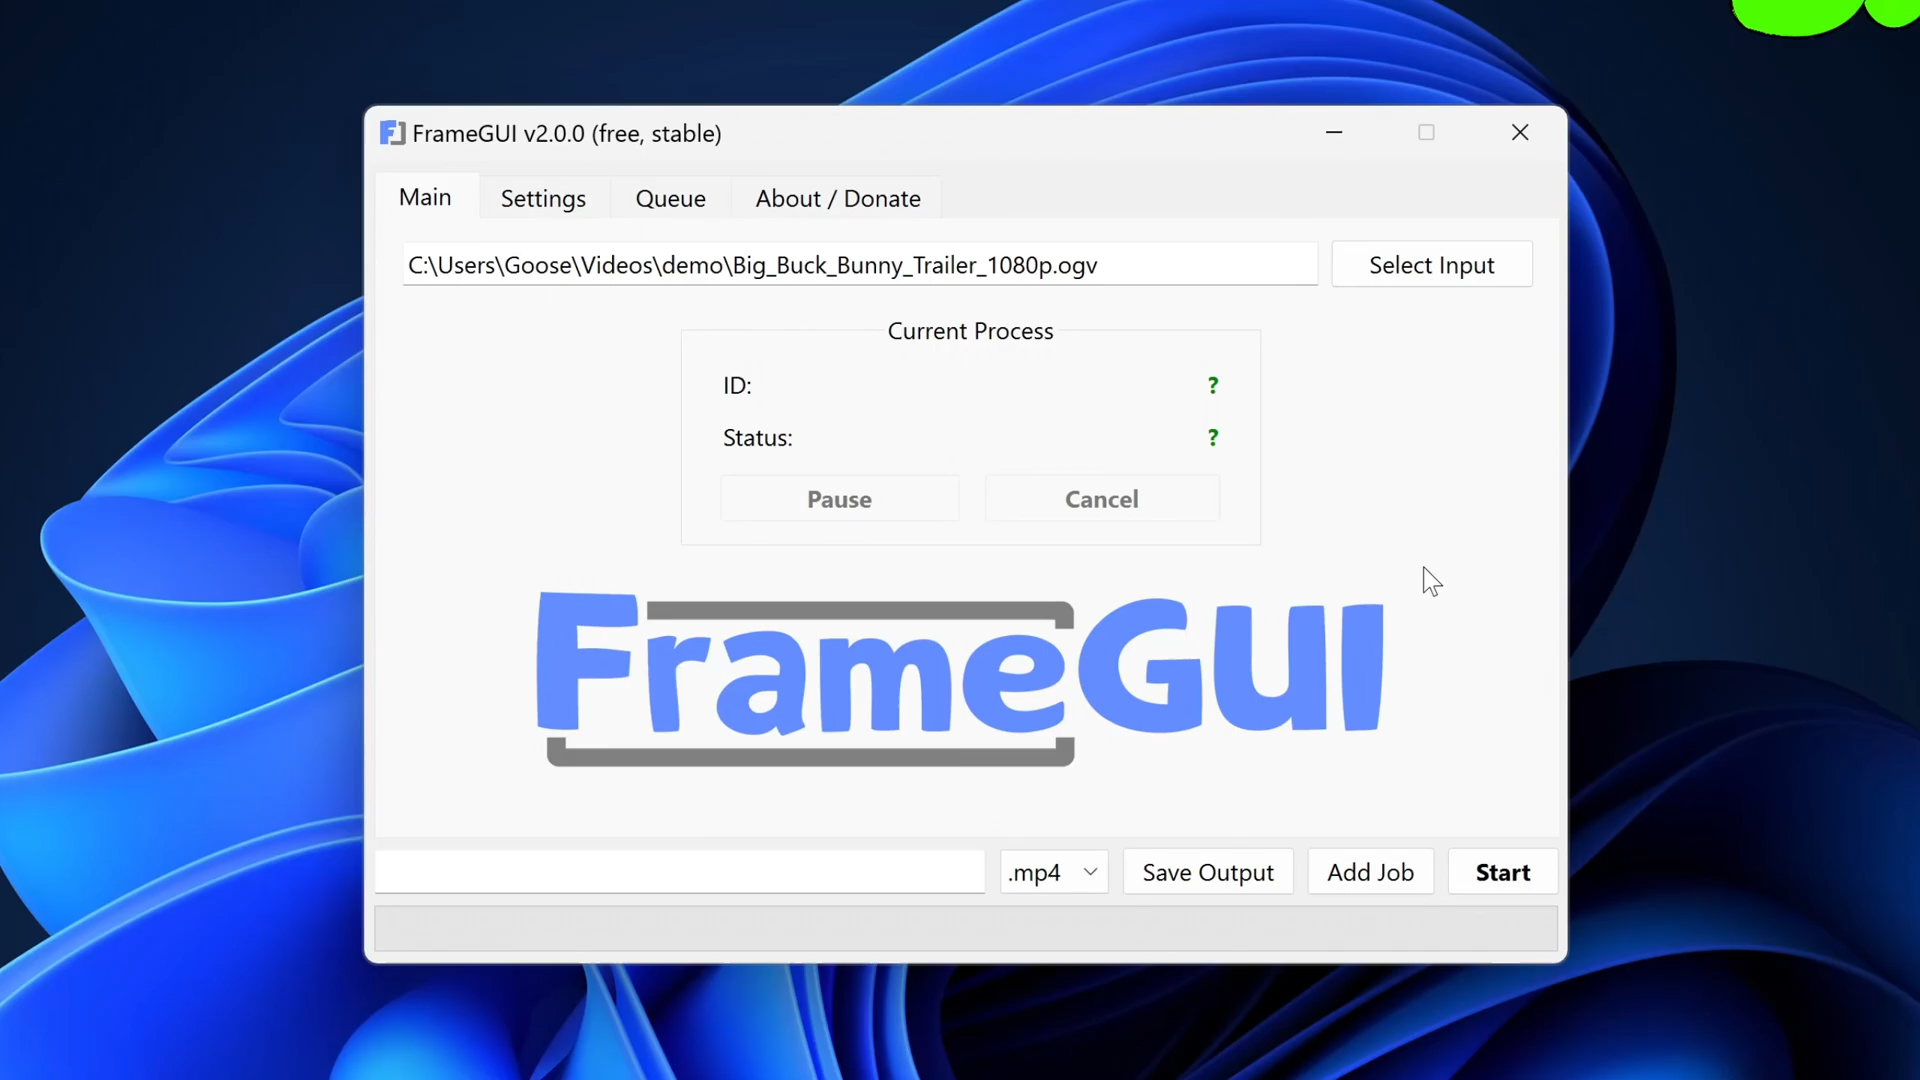 FrameGUI v2.0.0 (free, stable)
Main Settings Queue About / Donate
C:\Users\Goose\Videos\demo\Big_Buck_Bunny_Trailer_1080p.ogv Select Input
Current Process
ID: ?
Status: ?
Pause Cancel
FrameGUI
.mp4 Save Output Add Job Start